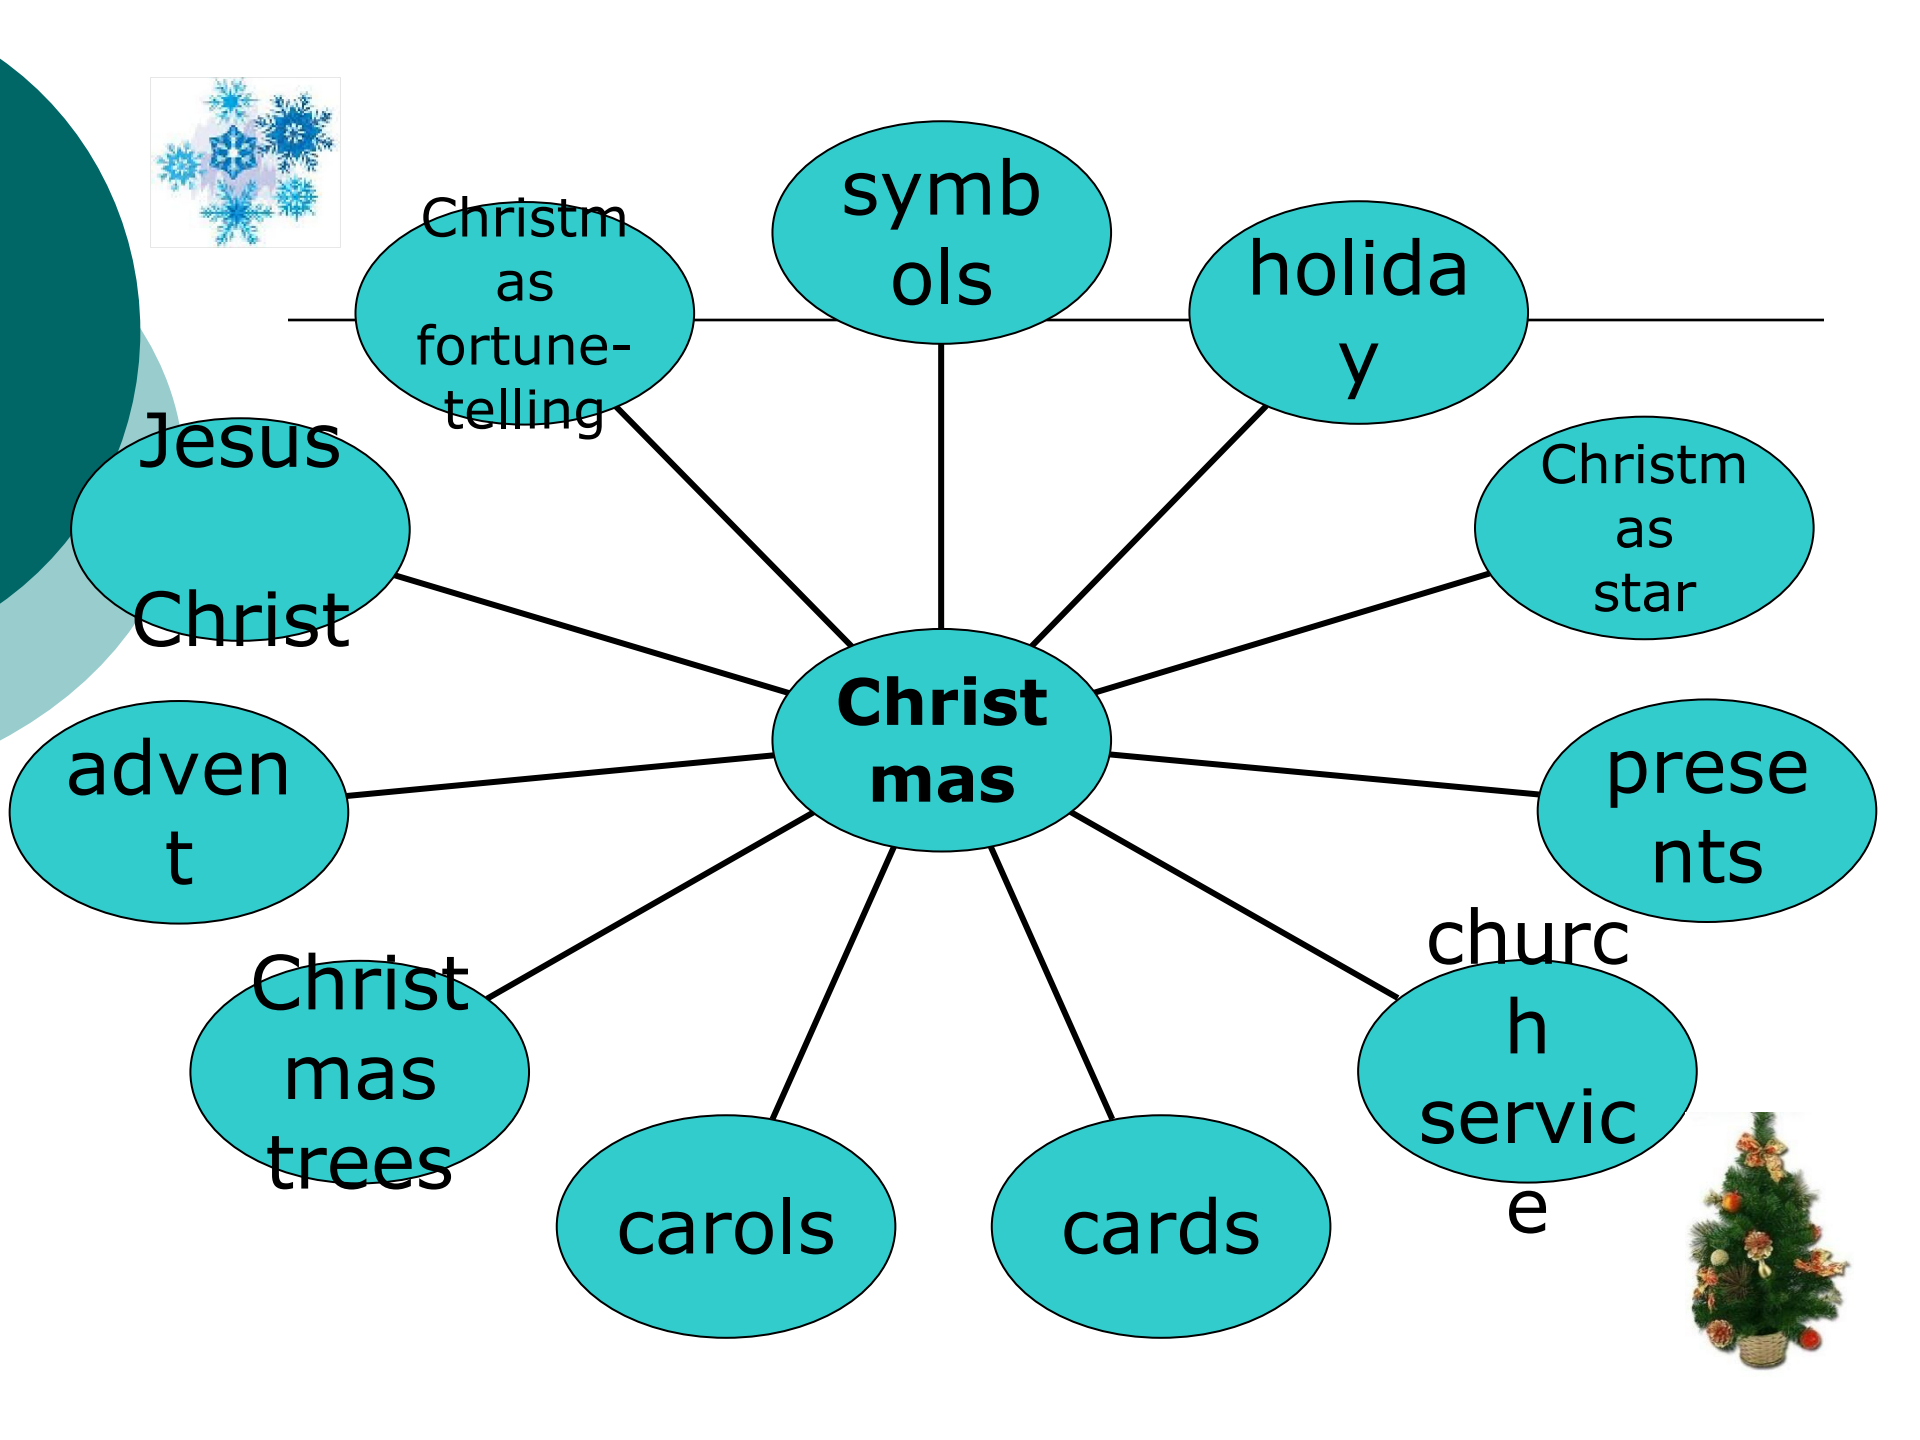 symb
ols
holida
y
Christm
as
star
prese
nts
churc
h
servic
e
cards
carols
Christ
mas
trees
adven
t
Jesus
Christ
Christm
as
fortune-
telling
Christ
mas